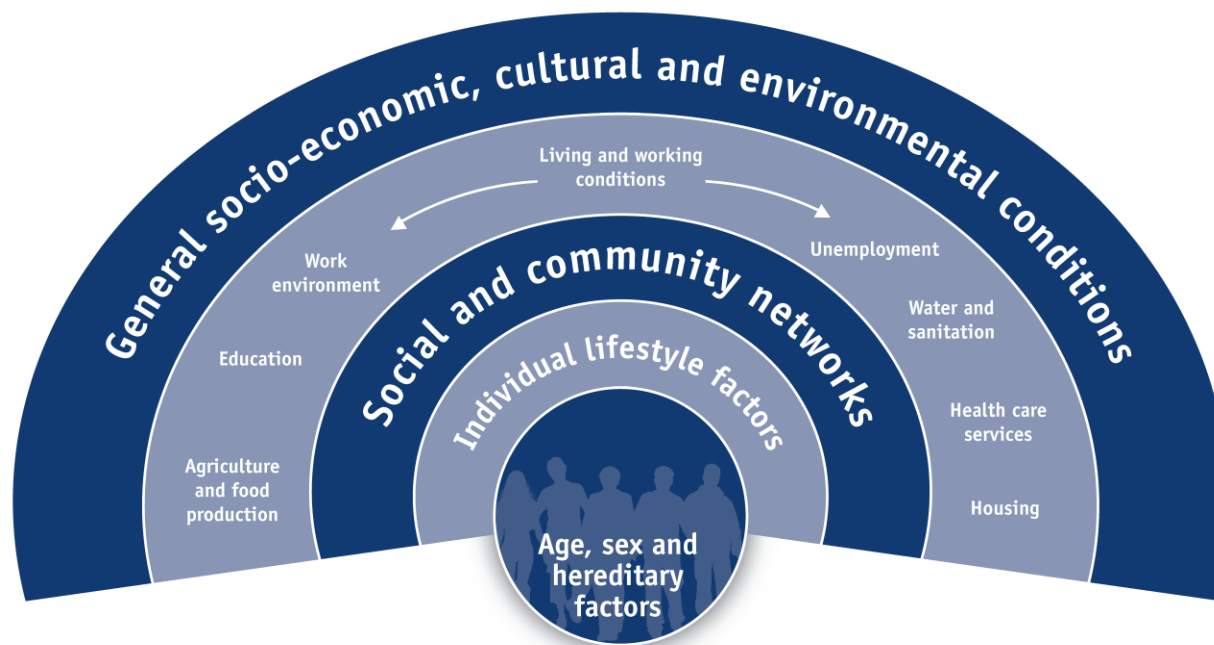 General socio-economic, cultural and environmental conditions
Living and working
conditions
Work
environment
Education
Agriculture
and food
production
Unemployment
Water and
sanitation
Health care
services
Housing
Social and community networks
Individual lifestyle factors
Age, sex and
hereditary
factors